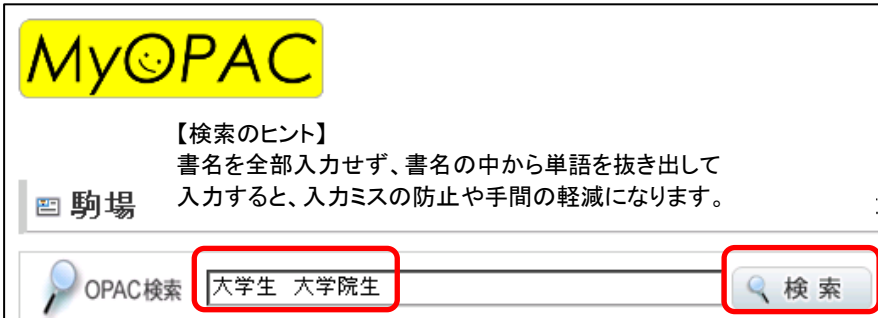 MyOPAC
【検索のヒント】
書名を全部入力せず、書名の中から単語を抜き出して
入力すると、入力ミスの防止や手間の軽減になります。
駒場
OPAC検索 大学生 大学院生 検 索